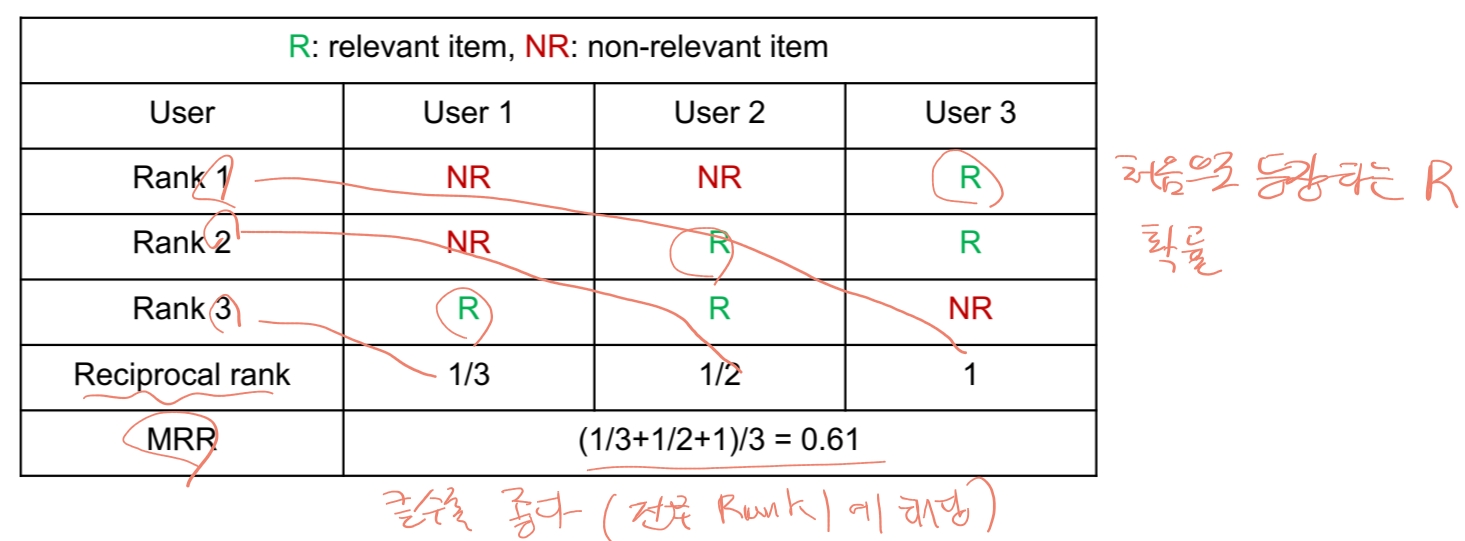 R: relevant item, NR: non-relevant item
User User 1 User 2 User 3
Rank 1 NR NR R
처음으로 등장하는 R
Rank 2 NR R R
확률
Rank 3 R R NR
Reciprocal rank 1/3 1/2 1
MRR (1/3+1/2+1)/3 = 0.61
클수록 좋다 (전부 Rank 1에 해당)